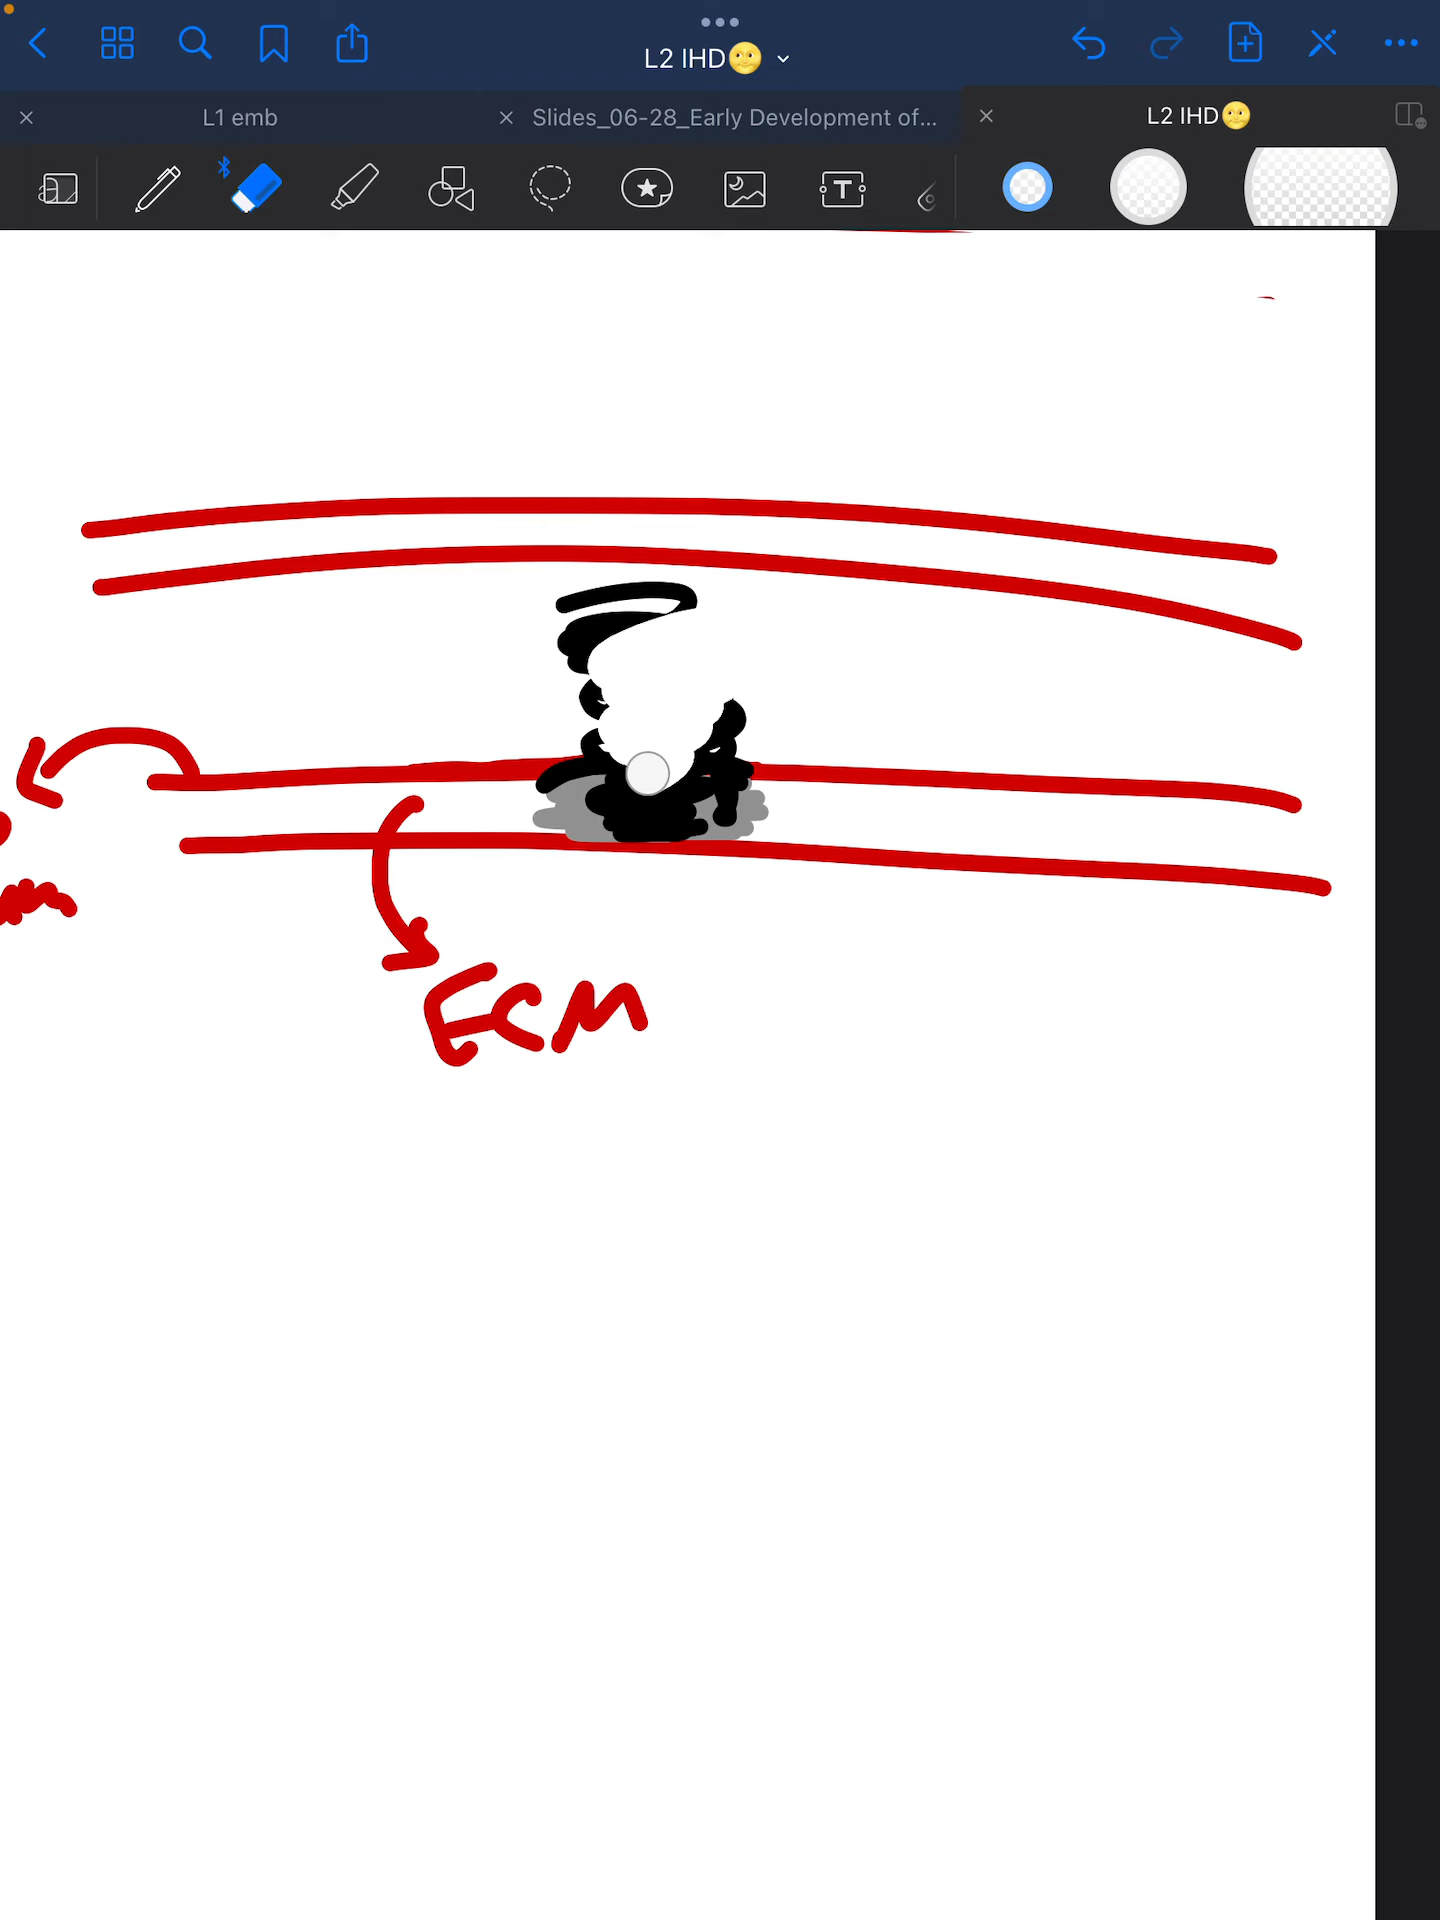 L2 IHD🌝
L1 emb
Slides_06-28_Early Development of...
L2 IHD🌝
ECM